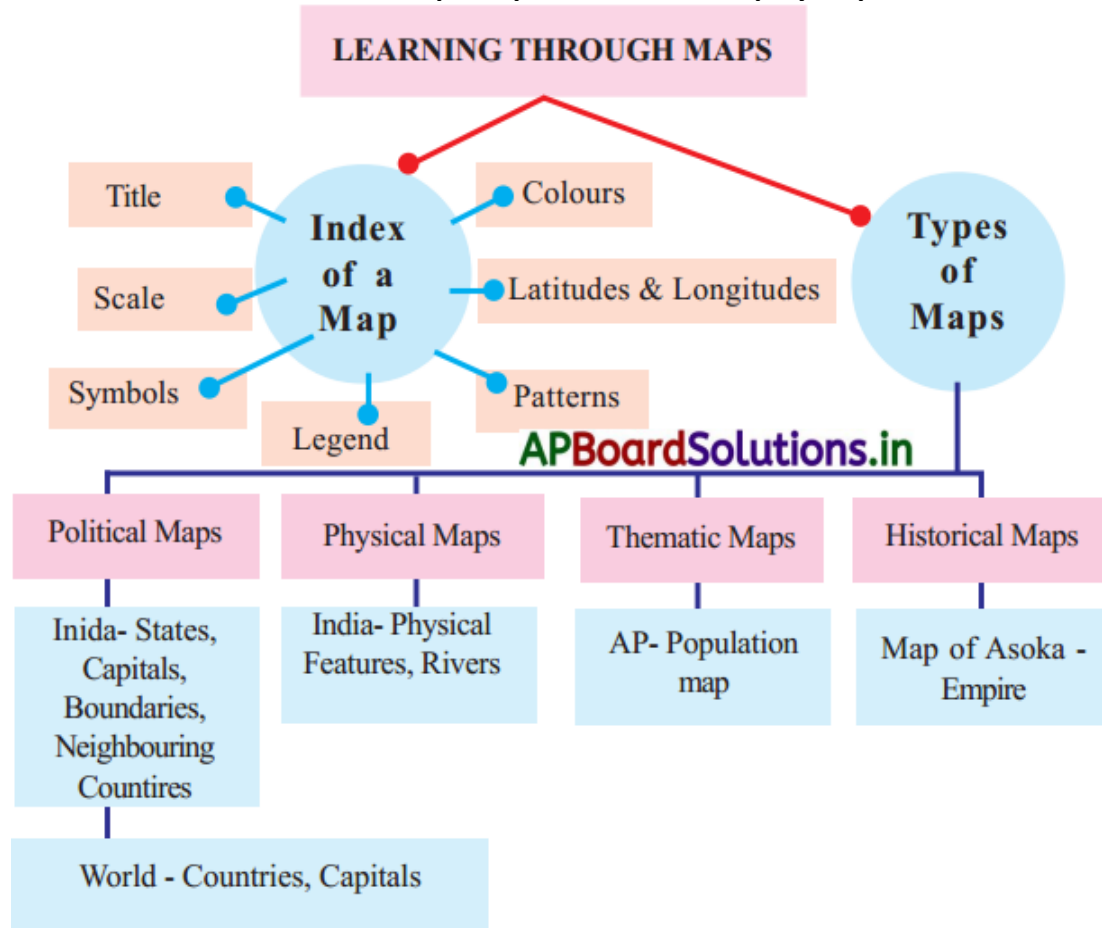 LEARNING THROUGH MAPS
Title
Colours
Index
of a
Map
Types
of
Maps
Scale
Latitudes & Longitudes
Symbols
Patterns
Legend
APBoardSolutions.in
Political Maps
Physical Maps
Thematic Maps
Historical Maps
Inida- States,
Capitals,
Boundaries,
Neighbouring
Countires
India- Physical
Features, Rivers
AP- Population
map
Map of Asoka -
Empire
World - Countries, Capitals